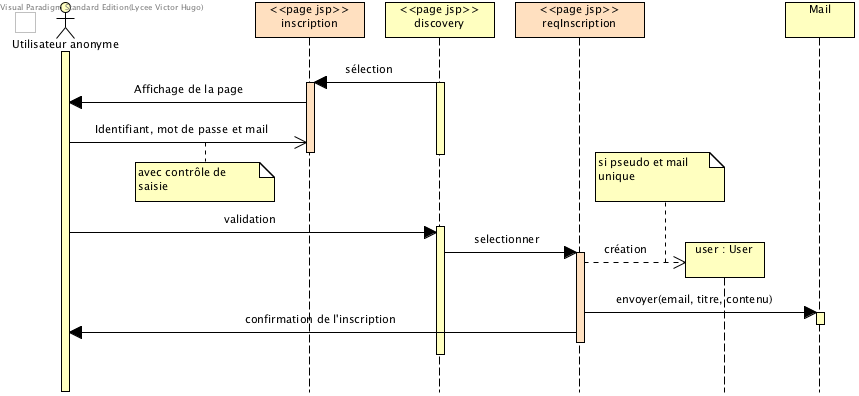 Visual Paradigm Standard Edition(Lycee Victor Hugo)
Utilisateur anonyme
<<page jsp>>
inscription
<<page jsp>>
discovery
<<page jsp>>
reqInscription
Mail
sélection
Affichage de la page
Identifiant, mot de passe et mail
avec contrôle de
saisie
si pseudo et mail
unique
validation
selectionner
création
user : User
envoyer(email, titre, contenu)
confirmation de l'inscription